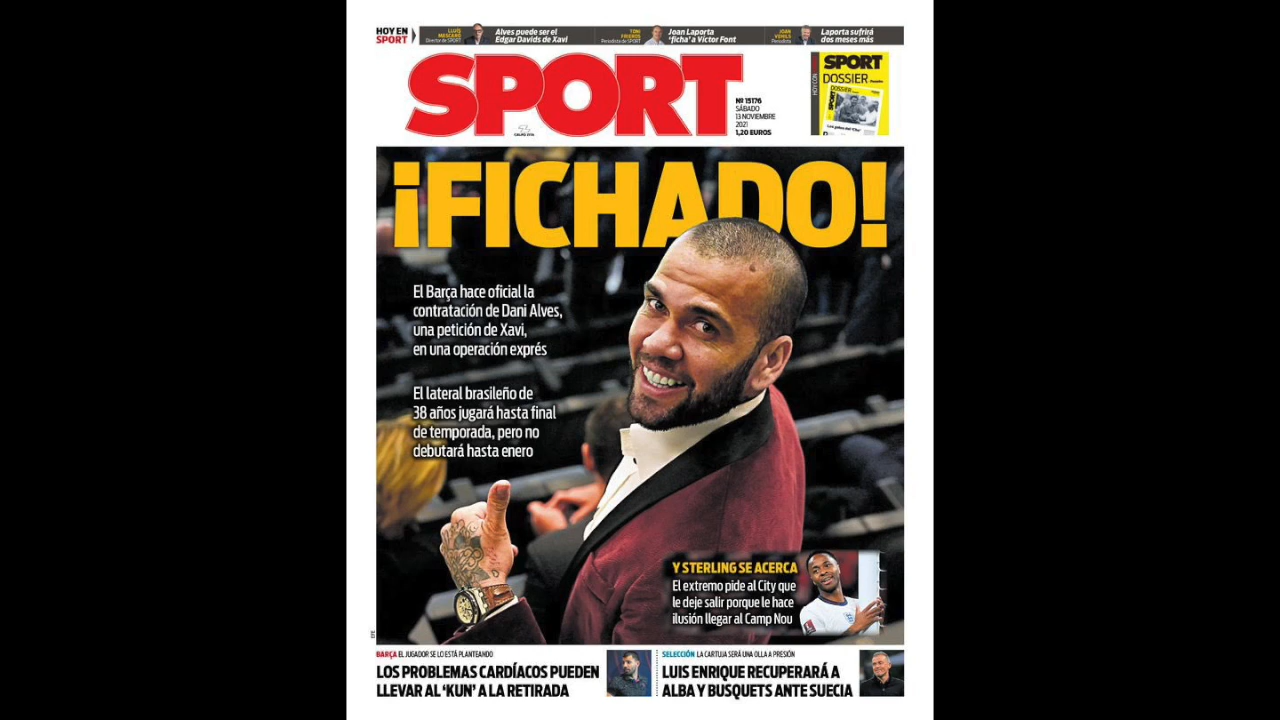 HOY EN
SPORT
LLUÍS
MASCARÓ
Director de SPORT
Alves puede ser el
Edgar Davids de Xavi
TONI
FRIEROS
Periodista de SPORT
Joan Laporta
'ficha' a Víctor Font
JOAN
VEHILS
Periodista
Laporta sufrirá
dos meses más
SPORT
Nº 15176
SÁBADO
13 NOVIEMBRE
2021
1,20 EUROS
HOY CON
SPORT
DOSSIER
DOSSIER
SPORT
¡FICHADO!
El Barça hace oficial la
contratación de Dani Alves,
una petición de Xavi,
en una operación exprés
El lateral brasileño de
38 años jugará hasta final
de temporada, pero no
debutará hasta enero
Y STERLING SE ACERCA
El extremo pide al City que
le deje salir porque le hace
ilusión llegar al Camp Nou
EFE
BARÇA EL JUGADOR SE LO ESTÁ PLANTEANDO
LOS PROBLEMAS CARDÍACOS PUEDEN
LLEVAR AL 'KUN' A LA RETIRADA
SELECCIÓN LA CARTUJA SERÁ UNA OLLA A PRESIÓN
LUIS ENRIQUE RECUPERARÁ A
ALBA Y BUSQUETS ANTE SUECIA